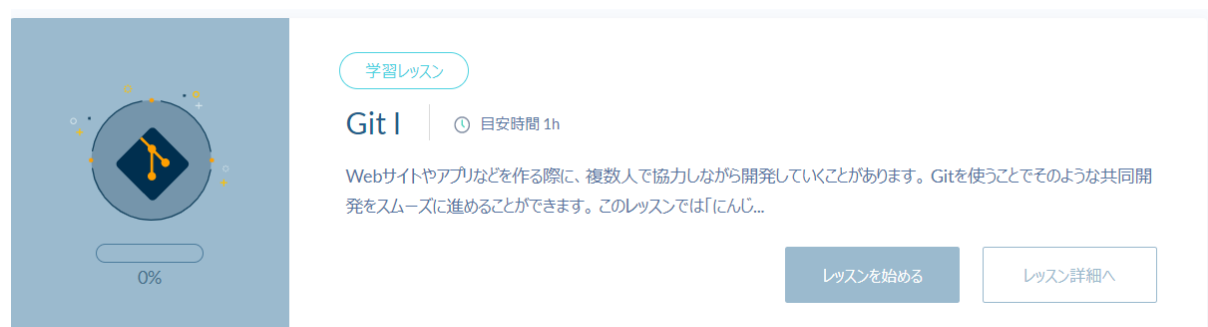 学習レッスン
Git I
目安時間 1h
Webサイトやアプリなどを作る際に、複数人で協力しながら開発していくことがあります。Gitを使うことでそのような共同開
発をスムーズに進めることができます。このレッスンでは「にんじ...
0%
レッスンを始める
レッスン詳細へ